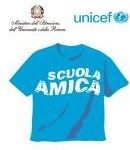 Ministero dell'Istruzione,
dell'Università e della Ricerca
unicef
SCUOLA
AMICA